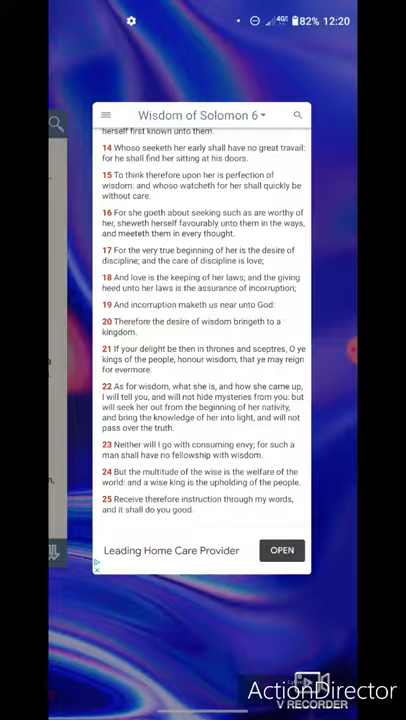 4GE 82% 12:20
Wisdom of Solomon 6
herself first known unto them.
14 Whoso seeketh her early shall have no great travail:
for he shall find her sitting at his doors.
15 To think therefore upon her is perfection of
wisdom: and whoso watcheth for her shall quickly be
without care.
16 For she goeth about seeking such as are worthy of
her, sheweth herself favourably unto them in the ways,
and meeteth them in every thought.
17 For the very true beginning of her is the desire of
discipline; and the care of discipline is love;
18 And love is the keeping of her laws; and the giving
heed unto her laws is the assurance of incorruption;
19 And incorruption maketh us near unto God:
20 Therefore the desire of wisdom bringeth to a
kingdom.
21 If your delight be then in thrones and sceptres, O ye
kings of the people, honour wisdom, that ye may reign
for evermore.
22 As for wisdom, what she is, and how she came up,
I will tell you, and will not hide mysteries from you: but
will seek her out from the beginning of her nativity,
and bring the knowledge of her into light, and will not
pass over the truth.
23 Neither will I go with consuming envy; for such a
man shall have no fellowship with wisdom.
24 But the multitude of the wise is the welfare of the
world: and a wise king is the upholding of the people.
25 Receive therefore instruction through my words,
and it shall do you good.
Leading Home Care Provider OPEN
ActionDirector
V RECORDER